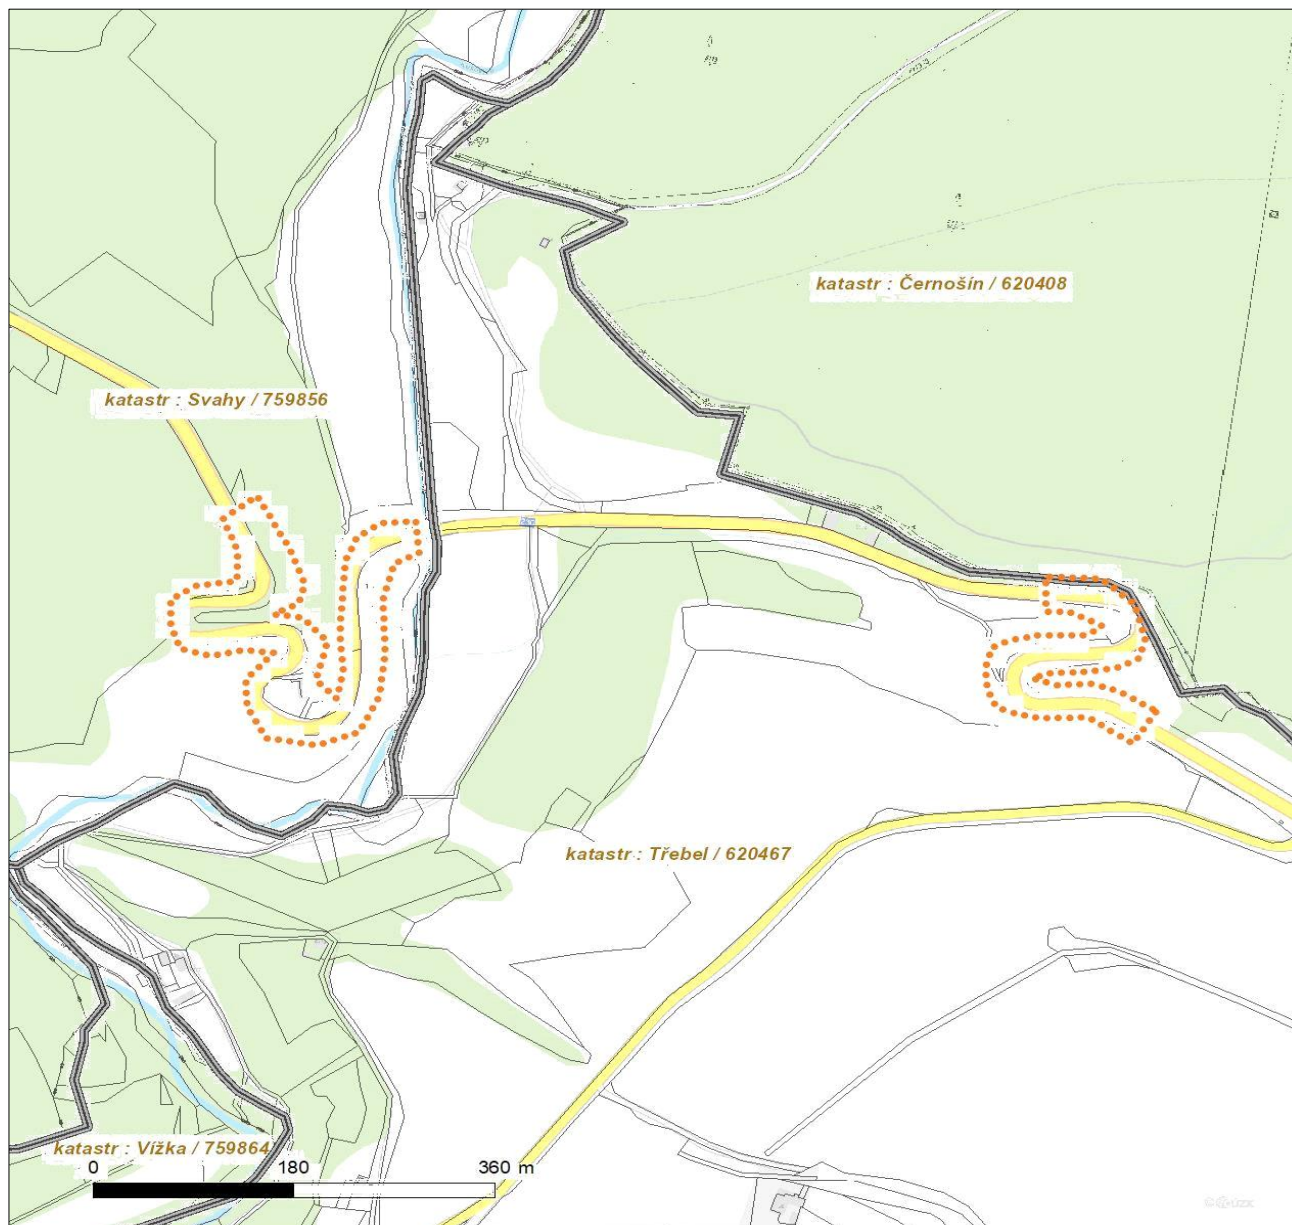 katastr : Černošín / 620408
katastr : Svahy / 759856
katastr : Třebel / 620467
katastr : Vížka / 759864
0 180 360 m